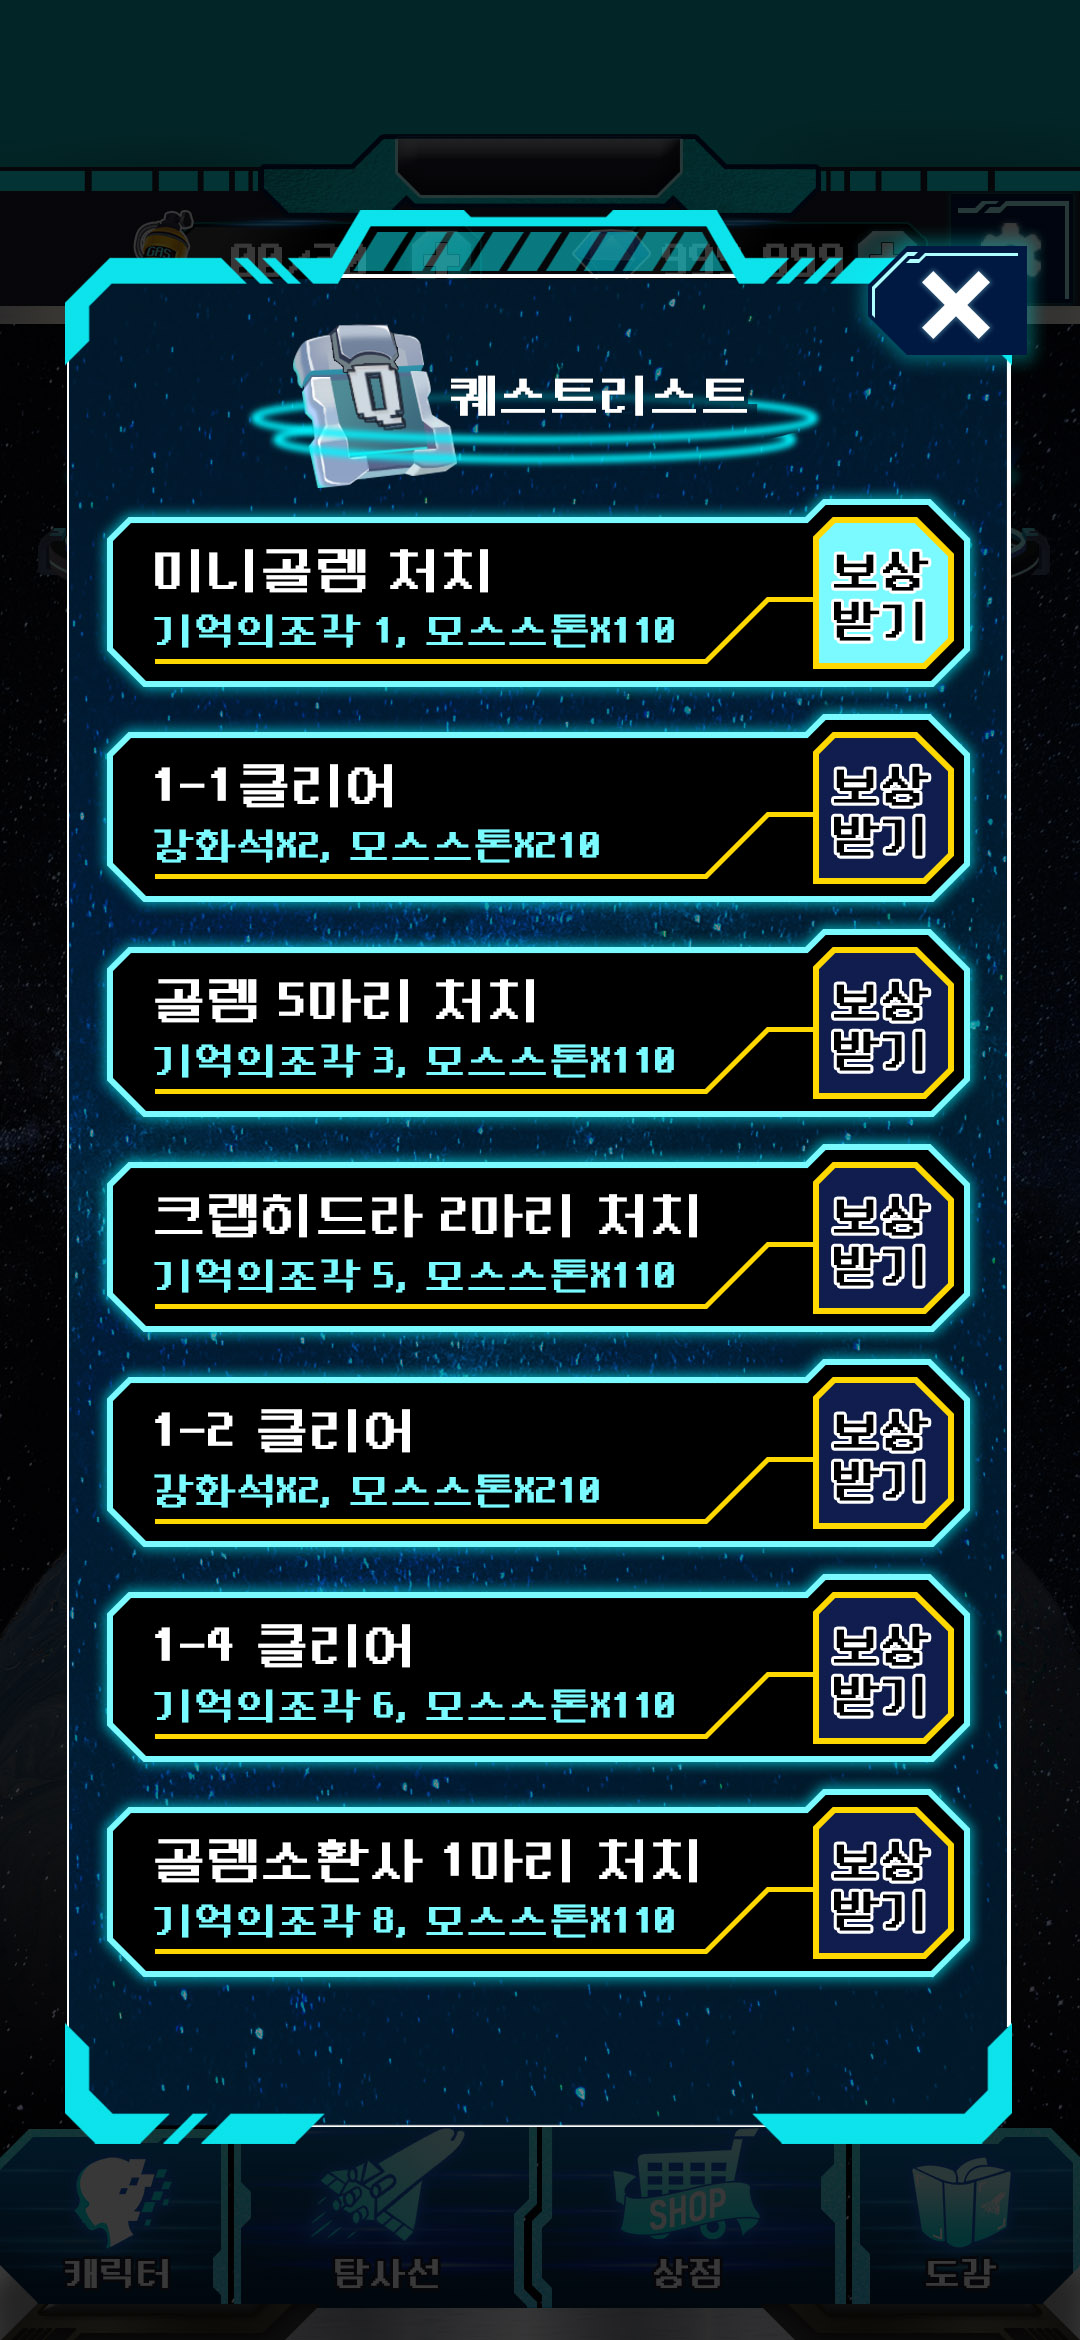 GAS
Q
퀘스트리스트
미니골렘 처치
기억의조각 1, 모스스톤X110
보상
받기
1-1클리어
강화석X2, 모스스톤X210
보상
받기
골렘 5마리 처치
기억의조각 3, 모스스톤X110
보상
받기
크랩히드라 2마리 처치
기억의조각 5, 모스스톤X110
보상
받기
1-2 클리어
강화석X2, 모스스톤X210
보상
받기
1-4 클리어
기억의조각 6, 모스스톤X110
보상
받기
골렘소환사 1마리 처치
기억의조각 8, 모스스톤X110
보상
받기
SHOP
캐릭터 탐사선 상점 도감